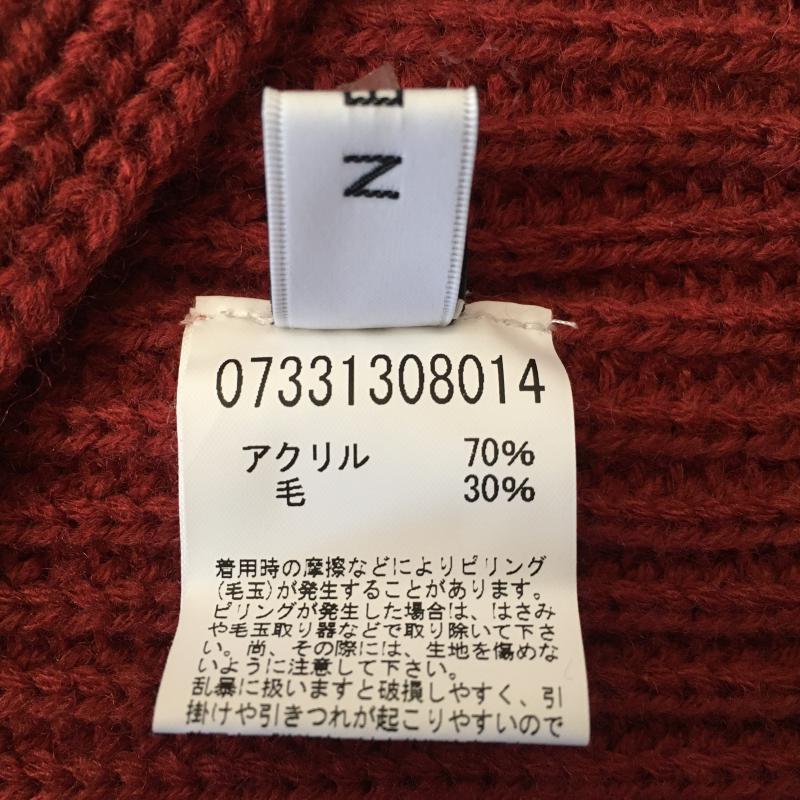 NE
07331308014
アクリル 70%
毛 30%
着用時の摩擦などによりピリング
(毛玉)が発生することがあります。
ピリングが発生した場合は、はさみ
や毛玉取り器などで取り除いて下さ
い。尚、その際には、生地を傷めな
いように注意して下さい。
乱暴に扱いますと破損しやすく、引
掛けや引きつれが起こりやすいので